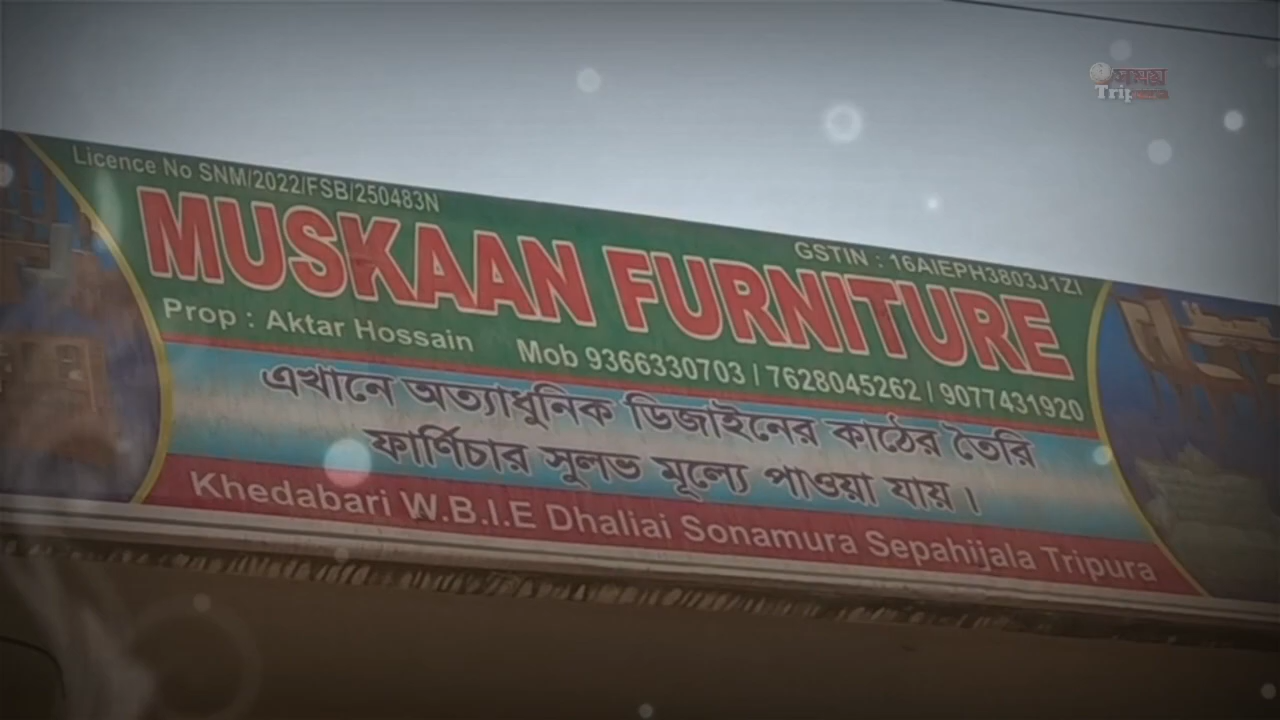 সময়
Licence No SNM/2022/FSB/250483N
GSTIN : 16AIEPH3803J1ZI
MUSKAAN FURNITURE
Prop : Aktar Hossain Mob 9366330703 / 7628045262 / 9077431920
এখানে অত্যাধুনিক ডিজাইনের কাঠের তৈরি
ফার্ণিচার সুলভ মূল্যে পাওয়া যায়।
Khedabari W.B.I.E Dhaliai Sonamura Sepahijala Tripura